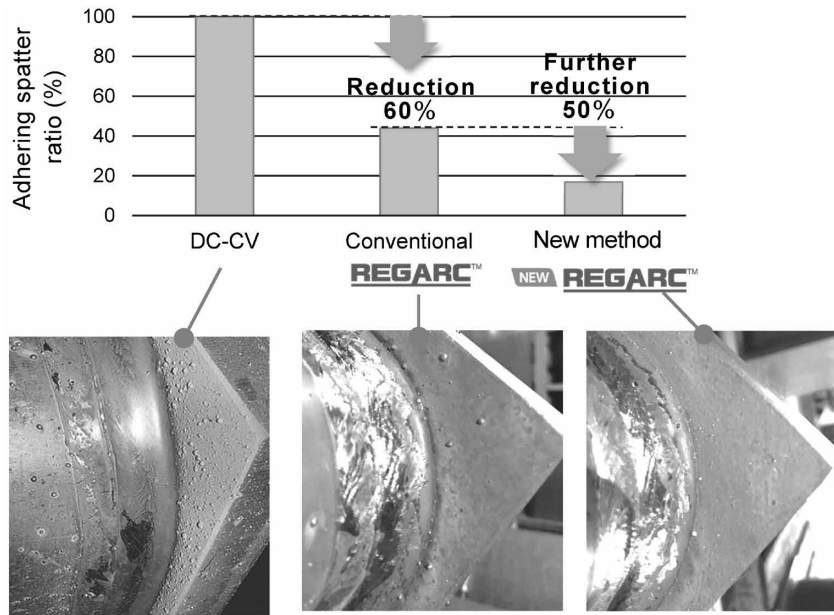 Adhering spatter
ratio (%)
100
80
60
40
20
0
Reduction
60%
Further
reduction
50%
DC-CV
Conventional
REGARC™
New method
NEW REGARC™